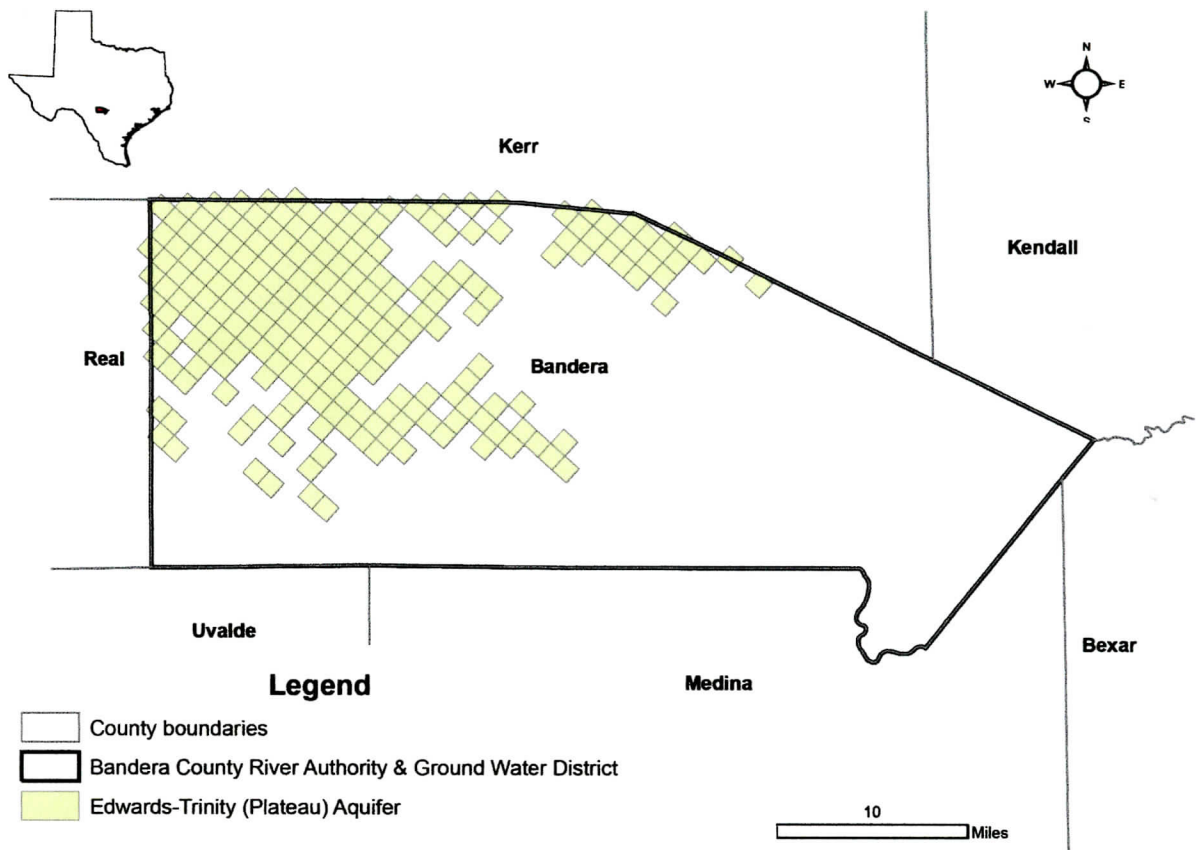 N
W E
S
Kerr
Kendall
Real
Bandera
Uvalde
Bexar
Medina
Legend
County boundaries
Bandera County River Authority & Ground Water District
Edwards-Trinity (Plateau) Aquifer
10
Miles